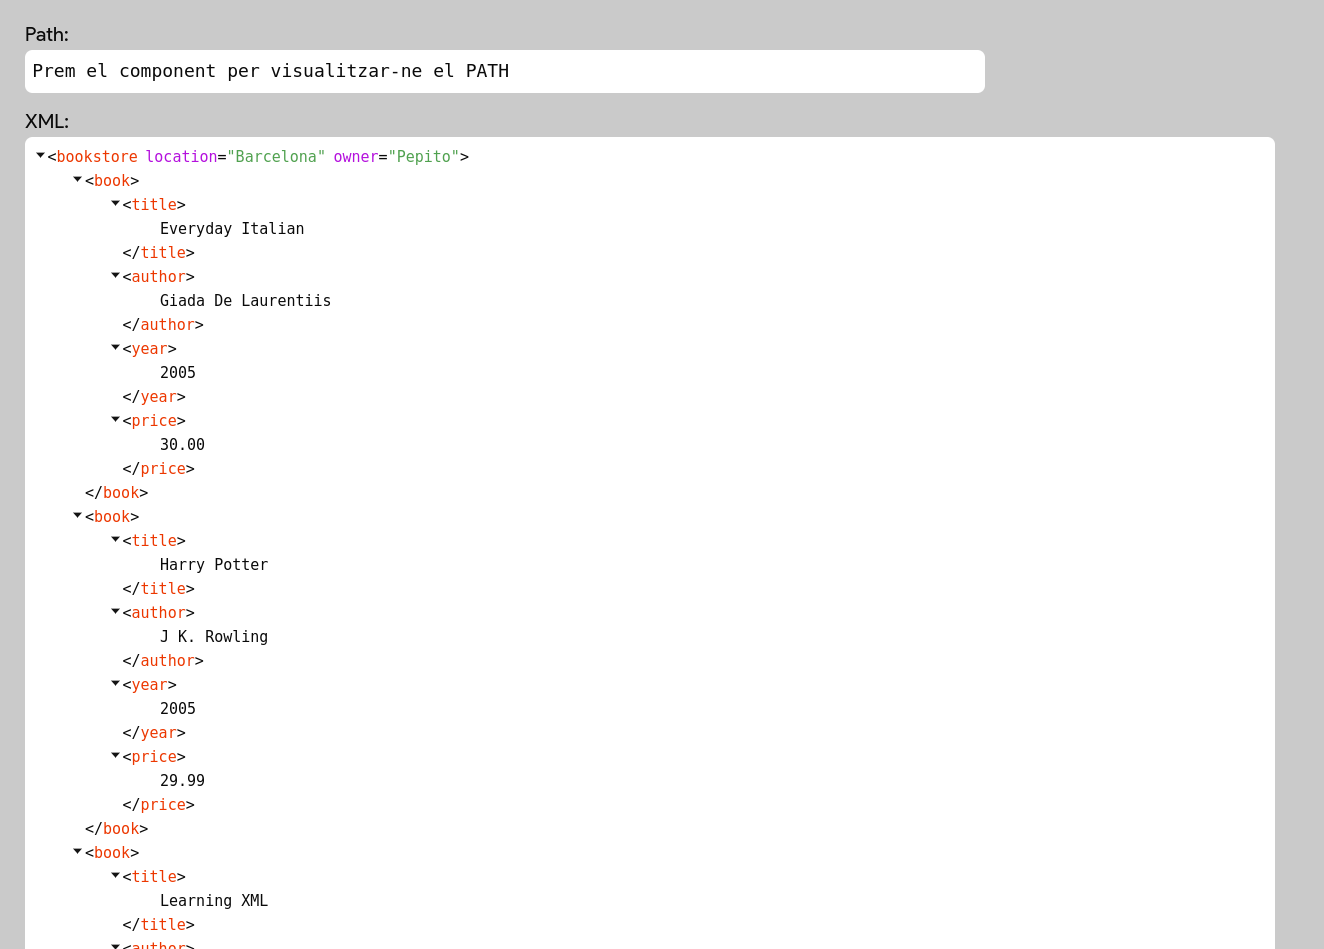 Path:
Prem el component per visualitzar-ne el PATH
XML:
<bookstore location="Barcelona" owner="Pepito">
<book>
<title>
Everyday Italian
</title>
<author>
Giada De Laurentiis
</author>
<year>
2005
</year>
<price>
30.00
</price>
</book>
<book>
<title>
Harry Potter
</title>
<author>
J K. Rowling
</author>
<year>
2005
</year>
<price>
29.99
</price>
</book>
<book>
<title>
Learning XML
</title>
<author>